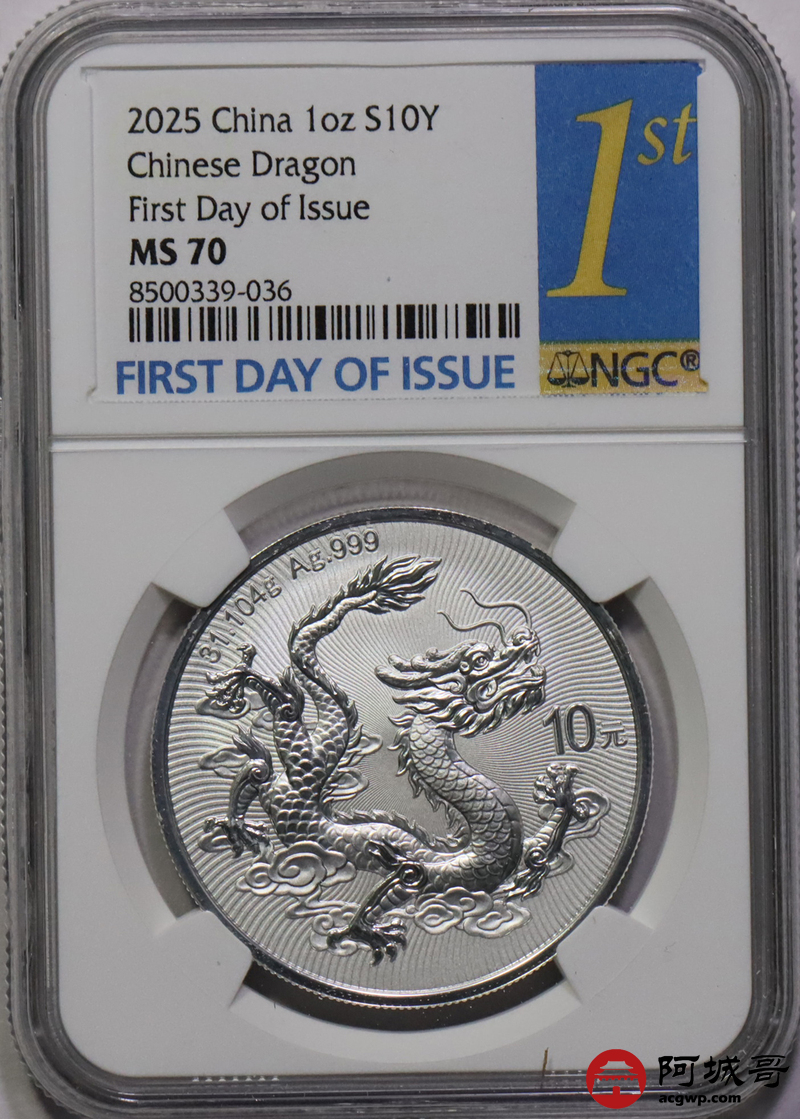 2025 China 1oz S10Y
Chinese Dragon
First Day of Issue
MS 70
8500339-036
FIRST DAY OF ISSUE
1st
NGC®
31.104g Ag.999
10元
阿城哥
acgwp.com